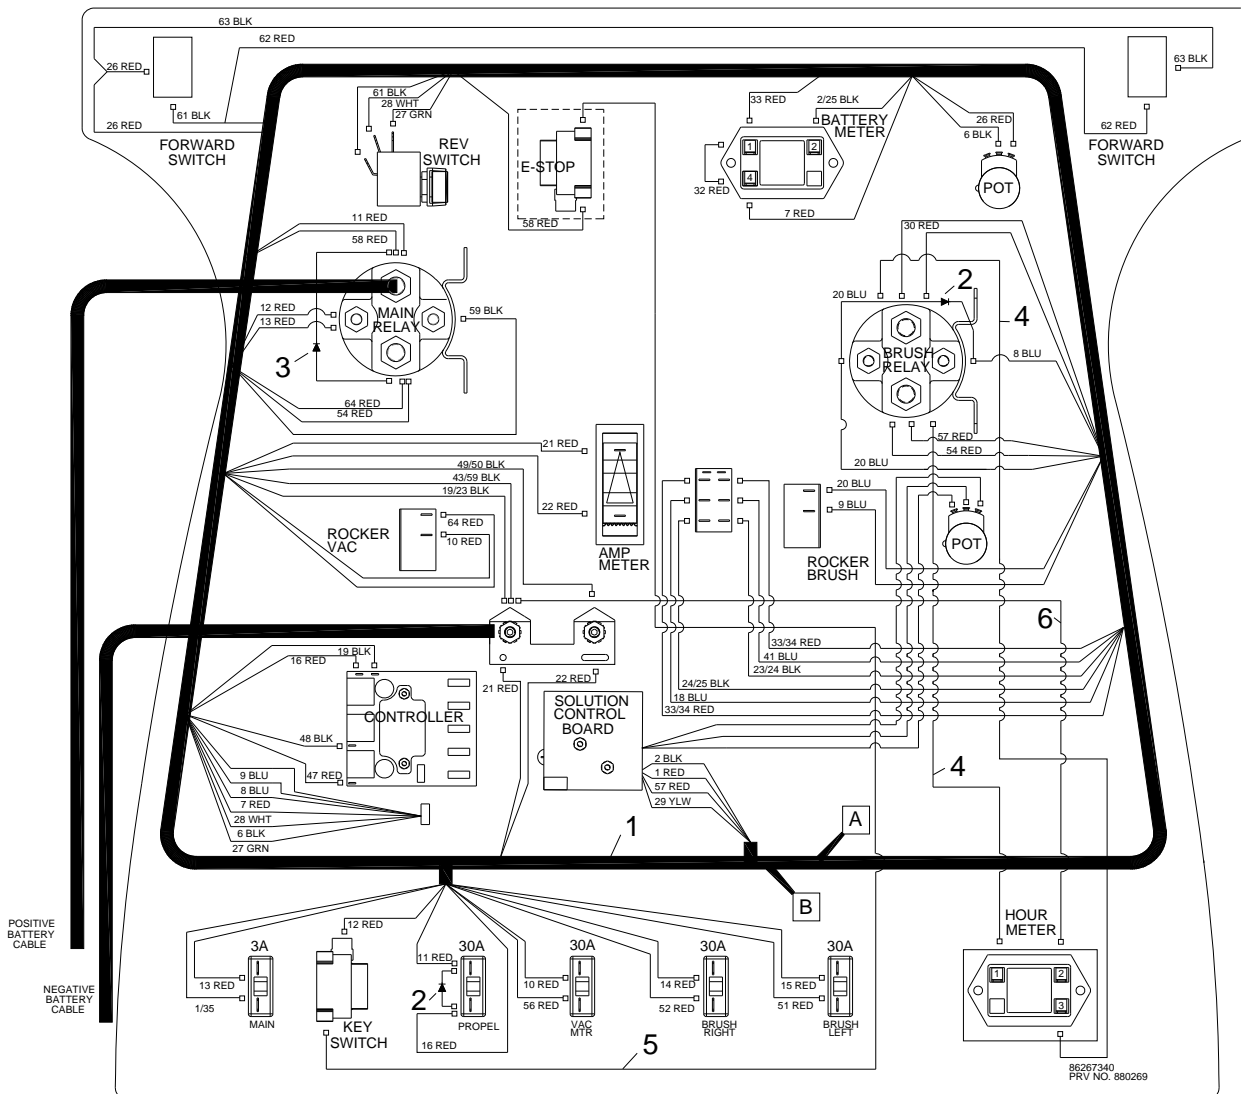 63 BLK
62 RED
26 RED
63 BLK
61 BLK
26 RED
FORWARD
SWITCH
61 BLK
28 WHT
27 GRN
REV
SWITCH
E-STOP
58 RED
33 RED
2/25 BLK
BATTERY
METER
1
2
4
32 RED
7 RED
26 RED
6 BLK
POT
62 RED
FORWARD
SWITCH
11 RED
58 RED
12 RED
13 RED
MAIN
RELAY
59 BLK
3
64 RED
54 RED
30 RED
20 BLU
2
4
BRUSH
RELAY
8 BLU
57 RED
54 RED
20 BLU
21 RED
49/50 BLK
43/59 BLK
19/23 BLK
22 RED
ROCKER
VAC
64 RED
10 RED
AMP
METER
20 BLU
9 BLU
ROCKER
BRUSH
POT
6
33/34 RED
41 BLU
23/24 BLK
24/25 BLK
18 BLU
33/34 RED
19 BLK
16 RED
21 RED
22 RED
CONTROLLER
SOLUTION
CONTROL
BOARD
48 BLK
47 RED
9 BLU
8 BLU
7 RED
28 WHT
6 BLK
27 GRN
2 BLK
1 RED
57 RED
29 YLW
4
1
A
B
POSITIVE
BATTERY
CABLE
NEGATIVE
BATTERY
CABLE
12 RED
3A
13 RED
1/35
MAIN
KEY
SWITCH
11 RED
30A
2
PROPEL
16 RED
30A
10 RED
56 RED
VAC
MTR
30A
14 RED
52 RED
BRUSH
RIGHT
30A
15 RED
51 RED
BRUSH
LEFT
5
HOUR
METER
1
2
3
86267340
PRV NO. 880269